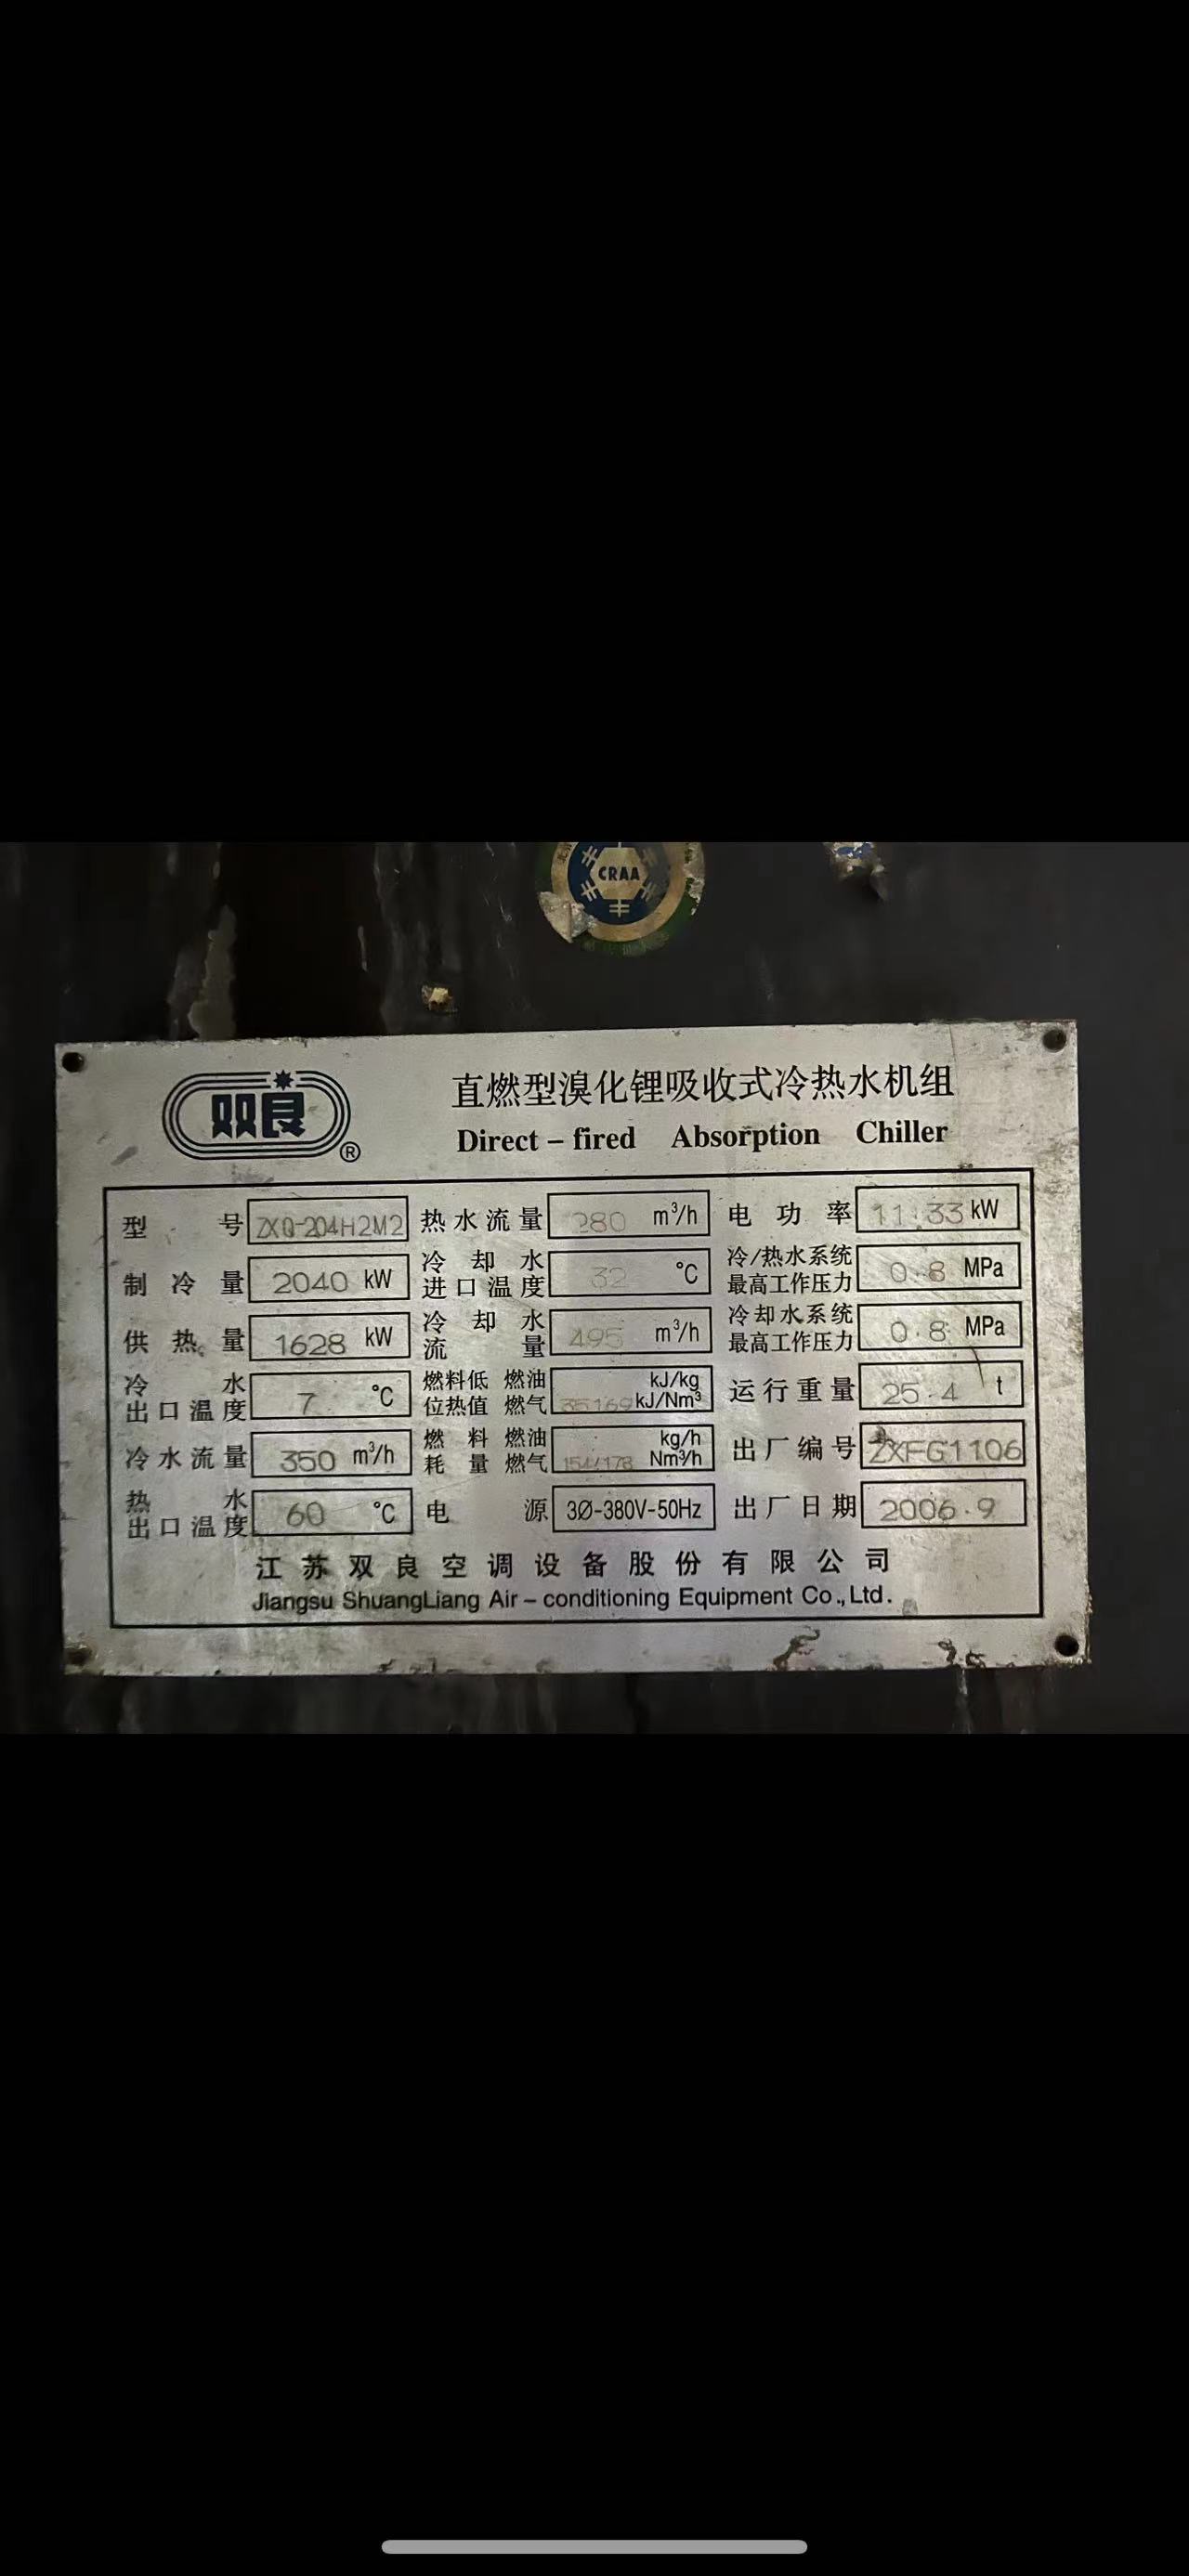 CRAA
双良®
直燃型溴化锂吸收式冷热水机组
Direct – fired Absorption Chiller
型号 ZXQ-204H2M2 热水流量 280 m³/h 电功率 11.33 kW
制冷量 2040 kW 冷却水进口温度 32 °C 冷/热水系统最高工作压力 0.8 MPa
供热量 1628 kW 冷却水流量 495 m³/h 冷却水系统最高工作压力 0.8 MPa
冷水出口温度 7 °C 燃料低位热值 燃油 kJ/kg 燃气 35169 kJ/Nm³ 运行重量 25.4 t
冷水流量 350 m³/h 燃料耗量 燃油 kg/h 燃气 Nm³/h 出厂编号 ZXFG1106
热水出口温度 60 °C 电源 3Ø-380V-50Hz 出厂日期 2006.9
江苏双良空调设备股份有限公司
Jiangsu ShuangLiang Air – conditioning Equipment Co., Ltd.